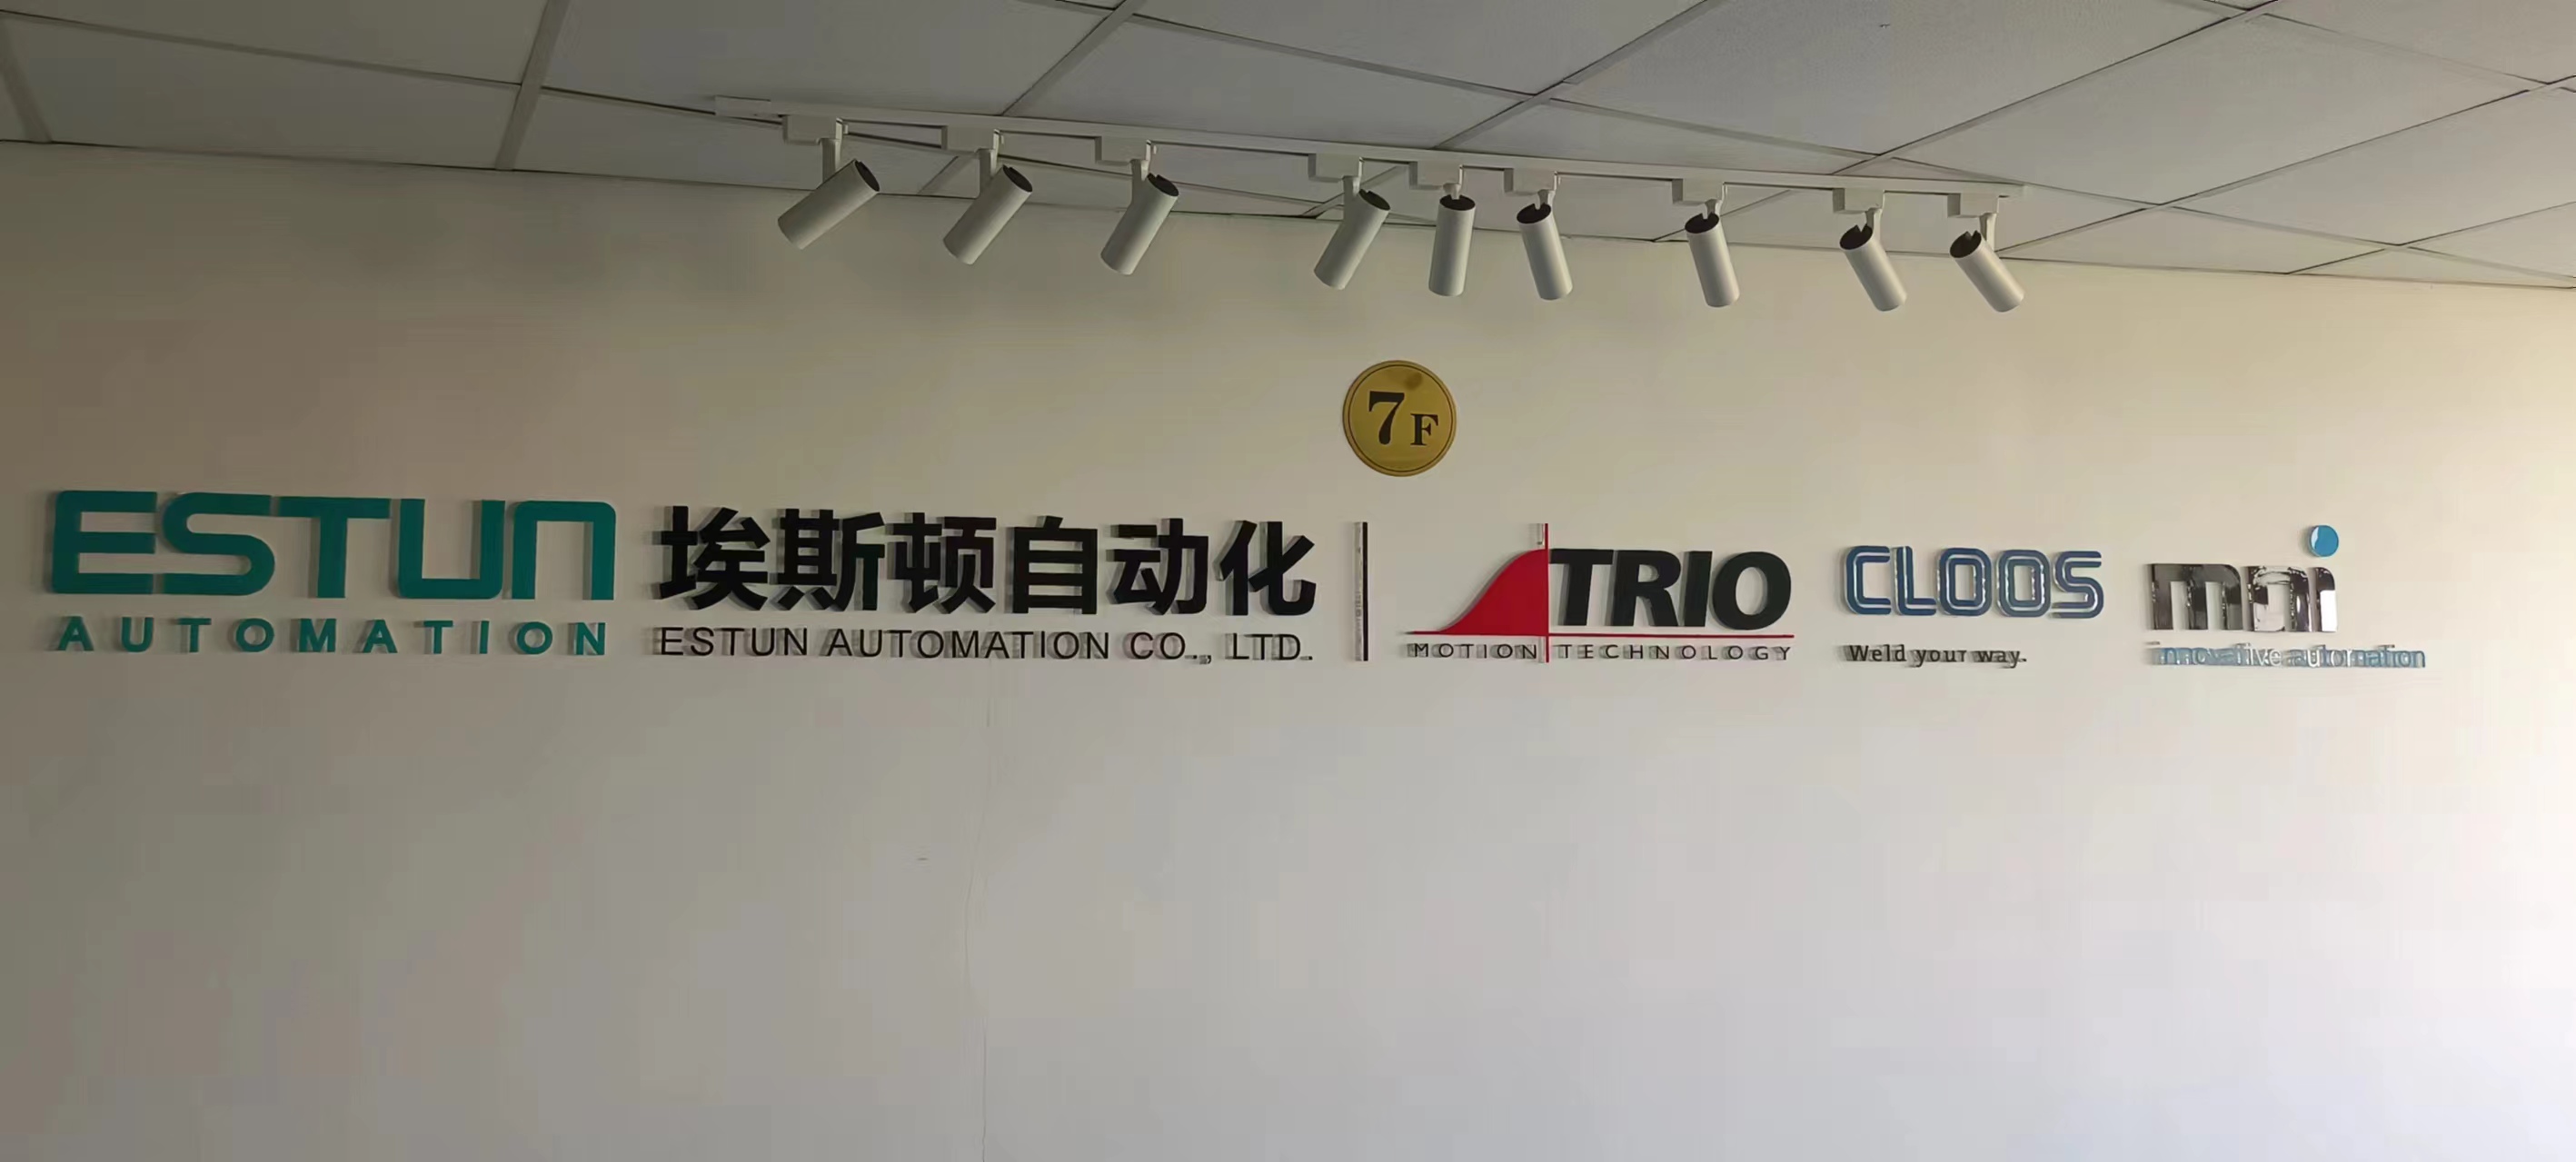 7F
ESTUN
AUTOMATION
埃斯顿自动化
ESTUN AUTOMATION CO., LTD.
TRIO
MOTION TECHNOLOGY
CLOOS
Weld your way.
innovative automation